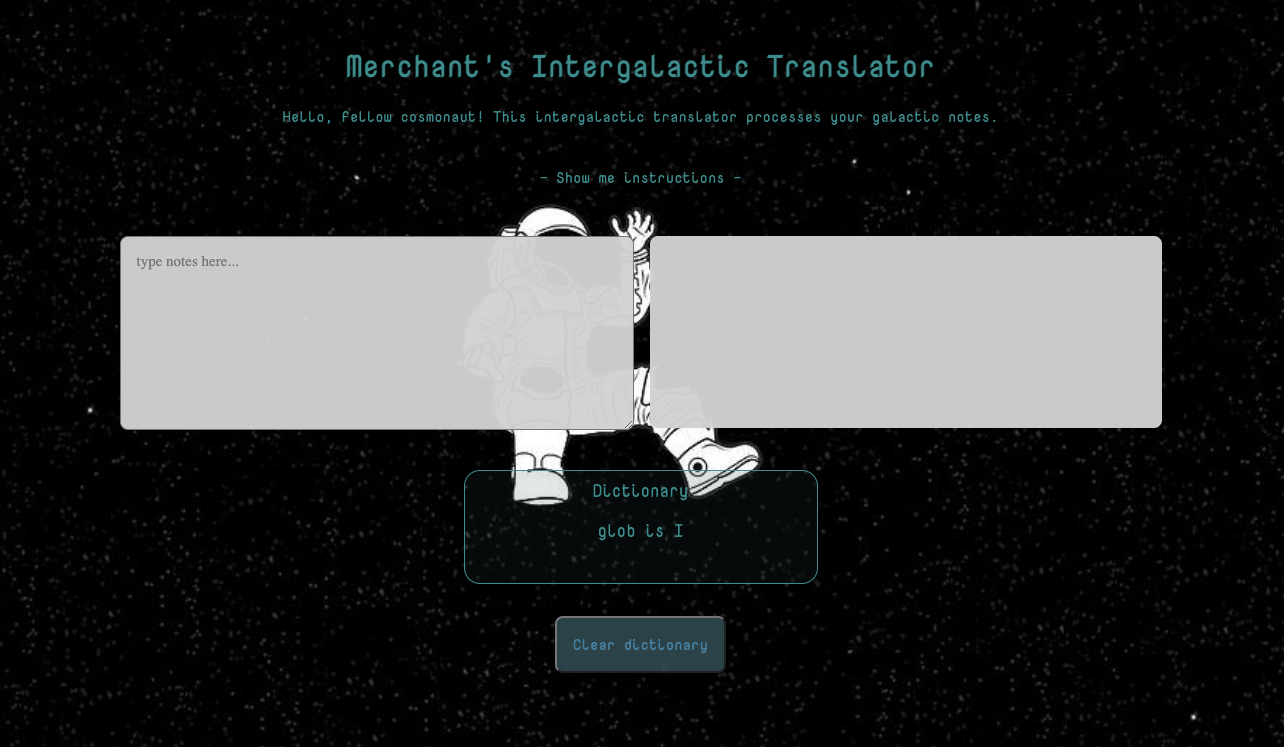 Merchant's Intergalactic Translator
Hello, fellow cosmonaut! This intergalactic translator processes your galactic notes.
- Show me instructions -
type notes here...
Dictionary
glob is I
Clear dictionary